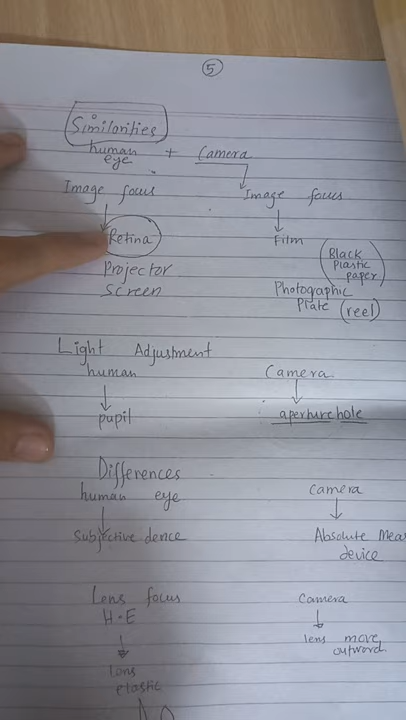 5
Similarities
human eye + Camera
Image focus Image focus
Retina Film
Projector Screen Black Plastic paper
Photographic Plate (reel)
Light Adjustment
human Camera
pupil aperture hole
Differences
human eye Camera
Subjective dence Absolute Mea
device
Lens focus Camera
H.E
lens move outward
lons
elastic